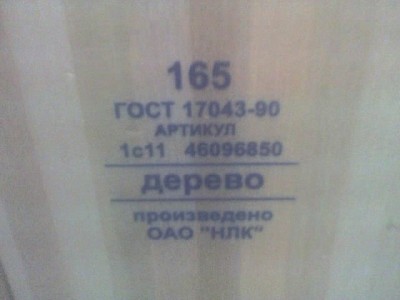 165
ГОСТ 17043-90
АРТИКУЛ
1с11 46096850
дерево
произведено
ОАО "НЛК"